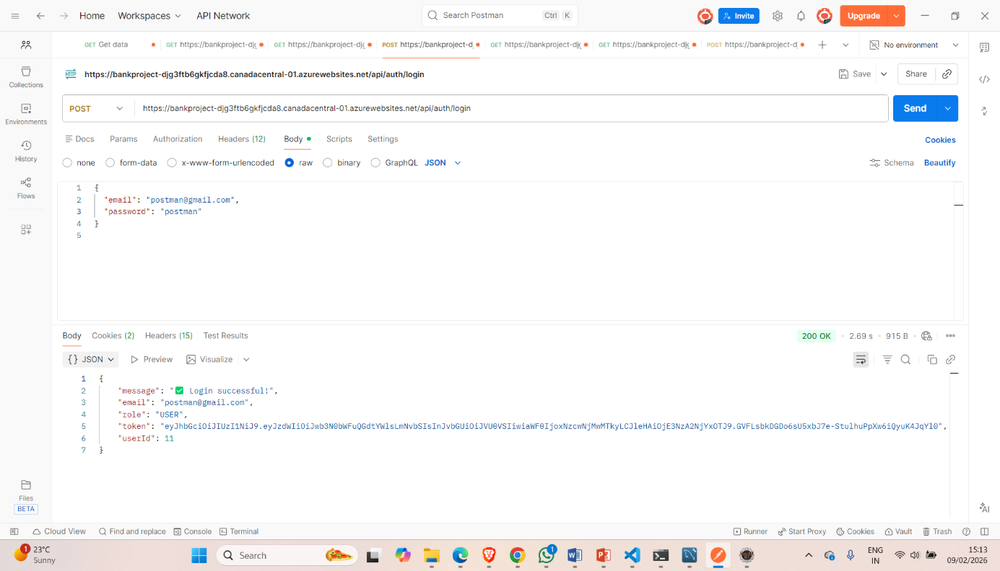 Home Workspaces API Network Search Postman Ctrl K Invite Upgrade
GET Get data GET https://bankproject-djg GET https://bankproject-djg POST https://bankproject-d GET https://bankproject-djg GET https://bankproject-djg POST https://bankproject-d No environment
HTTP https://bankproject-djg3ftb6gkfjcda8.canadacentral-01.azurewebsites.net/api/auth/login Save Share
POST https://bankproject-djg3ftb6gkfjcda8.canadacentral-01.azurewebsites.net/api/auth/login Send
Docs Params Authorization Headers (12) Body Scripts Settings Cookies
none form-data x-www-form-urlencoded raw binary GraphQL JSON Schema Beautify
Collections
Environments
History
Flows
1 {
2 "email": "postman@gmail.com",
3 "password": "postman"
4 }
5
Body Cookies (2) Headers (15) Test Results 200 OK 2.69 s 915 B
{} JSON Preview Visualize
1 {
2 "message": "✅ Login successful!",
3 "email": "postman@gmail.com",
4 "role": "USER",
5 "token": "eyJhbGciOiJIUzI1NiJ9.eyJzdWIiOiJwb3N0bWFuQGdtYWlsLmNvbSIsInJvbGUiOiJVU0VSIiwiaWF0IjoxNzcwNjMwMTkyLCJleHAiOjE3NzA2NjYxOTJ9.GVFLsbkDGDo6sU5xbJ7e-StulhuPpXw6iQyuK4JqYl0",
6 "userId": 11
7 }
Files
BETA
AI
Cloud View Find and replace Console Terminal Runner Start Proxy Cookies Vault Trash
1 23°C
Sunny
Search
1
ENG
IN
15:13
09/02/2026